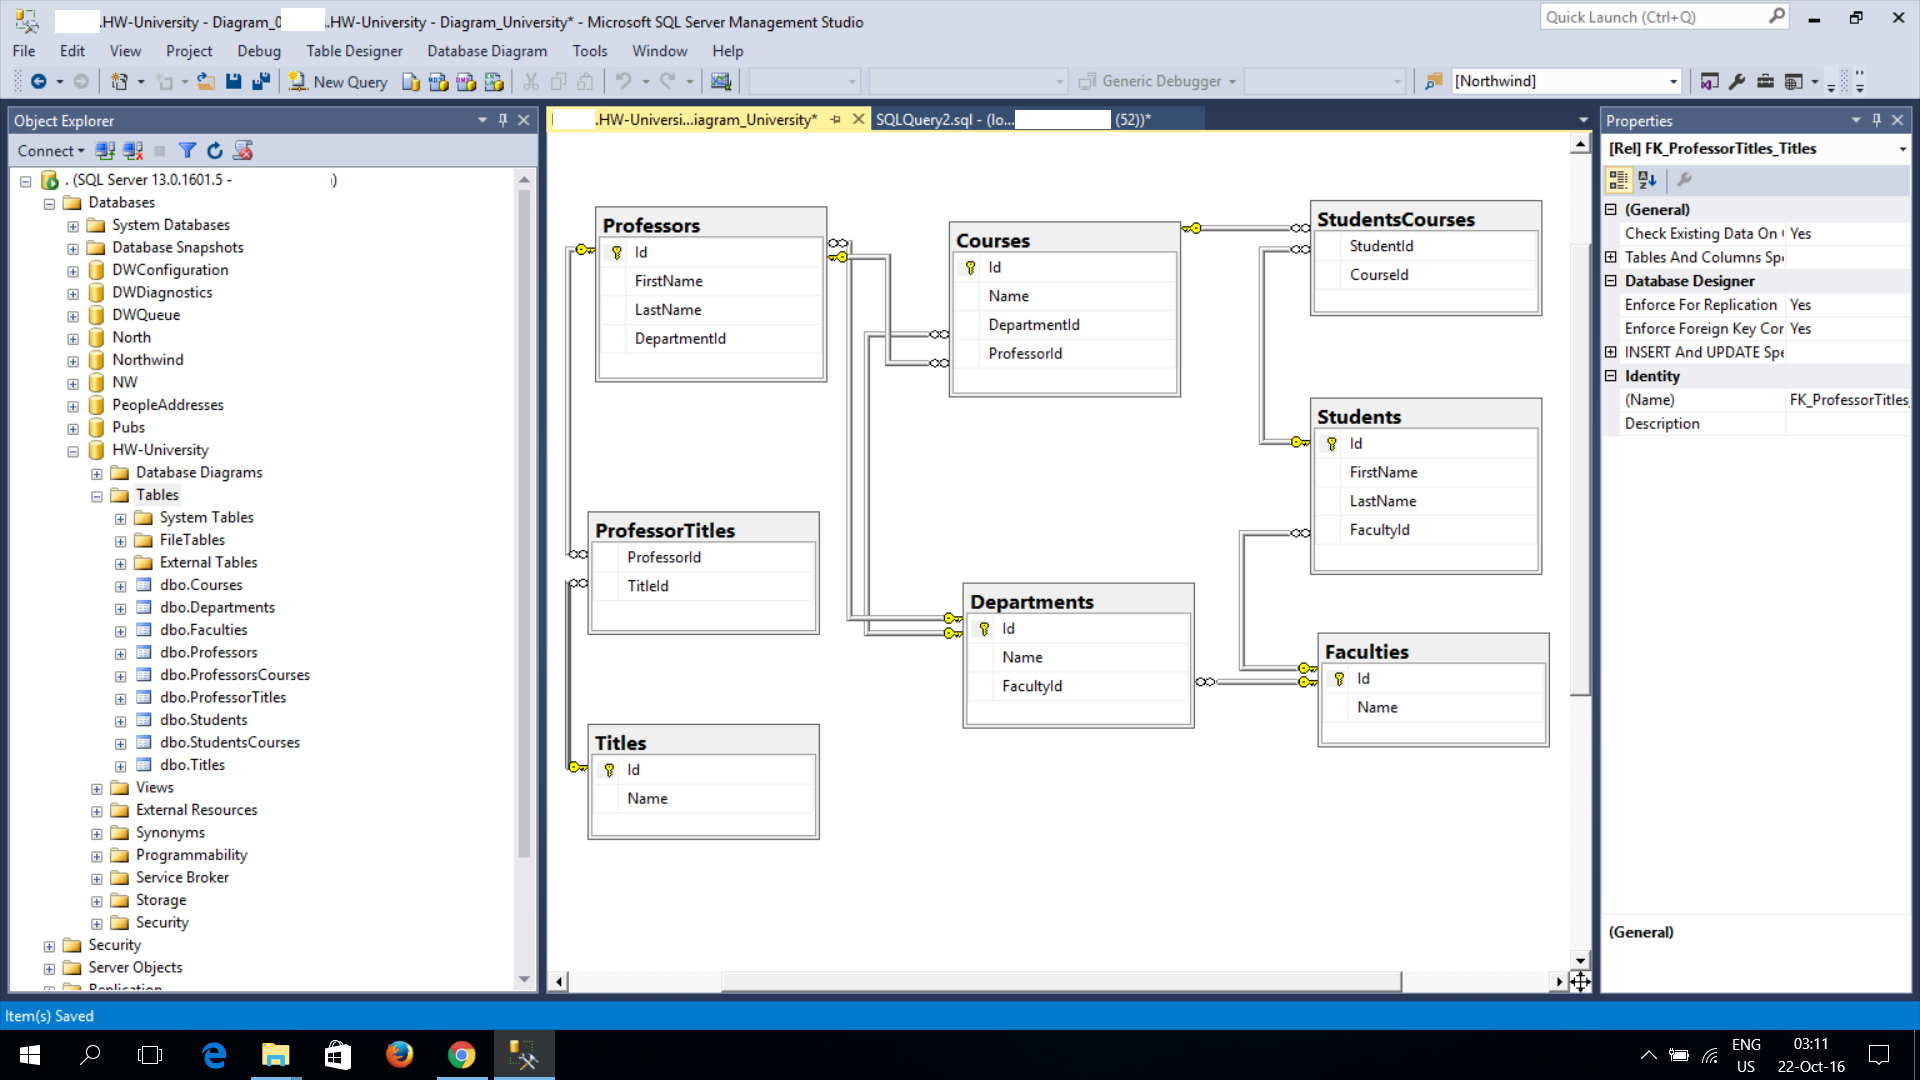 .HW-University - Diagram_0
.HW-University - Diagram_University* - Microsoft SQL Server Management Studio
Quick Launch (Ctrl+Q)
File Edit View Project Debug Table Designer Database Diagram Tools Window Help
New Query
Generic Debugger
[Northwind]
Object Explorer
Connect
. (SQL Server 13.0.1601.5 - )
Databases
System Databases
Database Snapshots
DWConfiguration
DWDiagnostics
DWQueue
North
Northwind
NW
PeopleAddresses
Pubs
HW-University
Database Diagrams
Tables
System Tables
FileTables
External Tables
dbo.Courses
dbo.Departments
dbo.Faculties
dbo.Professors
dbo.ProfessorsCourses
dbo.ProfessorTitles
dbo.Students
dbo.StudentsCourses
dbo.Titles
Views
External Resources
Synonyms
Programmability
Service Broker
Storage
Security
Security
Server Objects
Replication
.HW-Universi...iagram_University*
SQLQuery2.sql - (lo... (52))*
Professors
Id
FirstName
LastName
DepartmentId
Courses
Id
Name
DepartmentId
ProfessorId
StudentsCourses
StudentId
CourseId
Students
Id
FirstName
LastName
FacultyId
ProfessorTitles
ProfessorId
TitleId
Departments
Id
Name
FacultyId
Faculties
Id
Name
Titles
Id
Name
Properties
[Rel] FK_ProfessorTitles_Titles
(General)
Check Existing Data On Yes
Tables And Columns Spe
Database Designer
Enforce For Replication Yes
Enforce Foreign Key Cor Yes
INSERT And UPDATE Spe
Identity
(Name) FK_ProfessorTitles_
Description
(General)
Item(s) Saved
ENG
US
03:11
22-Oct-16